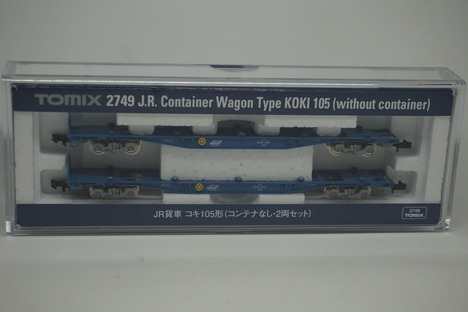 TOMIX 2749 J.R. Container Wagon Type KOKI 105 (without container)
JR貨車 コキ105形(コンテナなし・2両セット)
2749
TOMIX